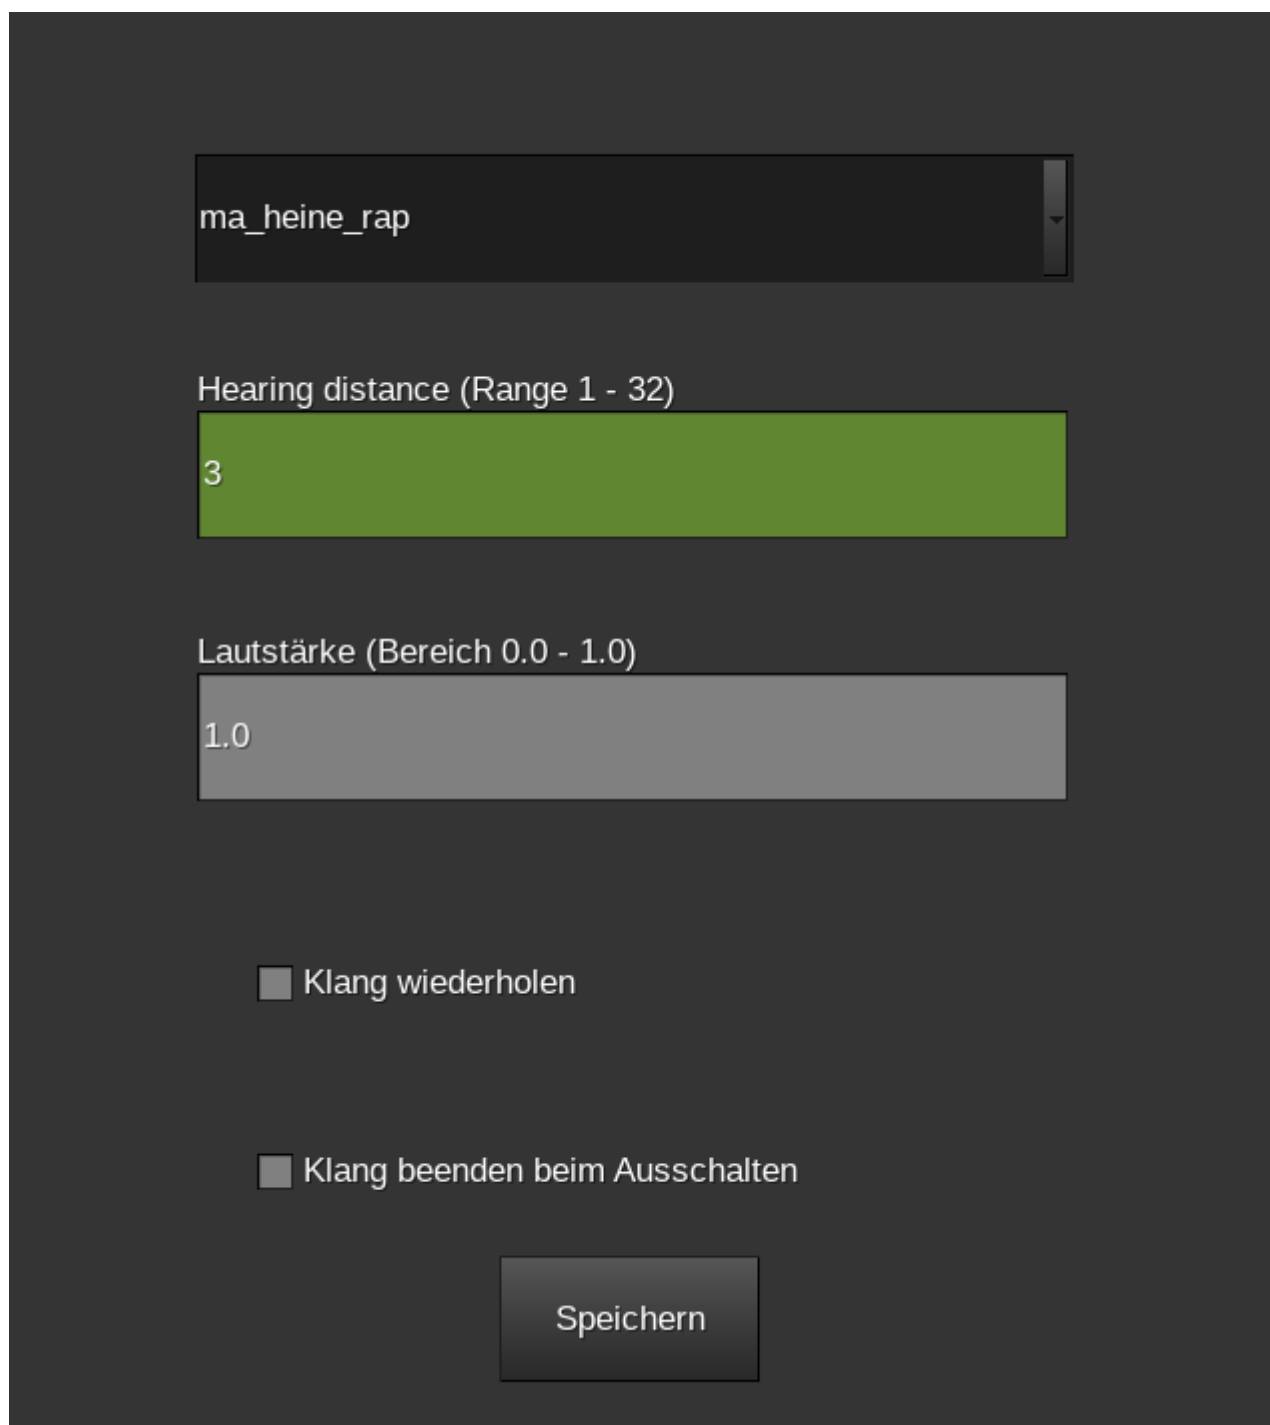 ma_heine_rap
Hearing distance (Range 1 - 32)
3
Lautstärke (Bereich 0.0 - 1.0)
1.0
Klang wiederholen
Klang beenden beim Ausschalten
Speichern